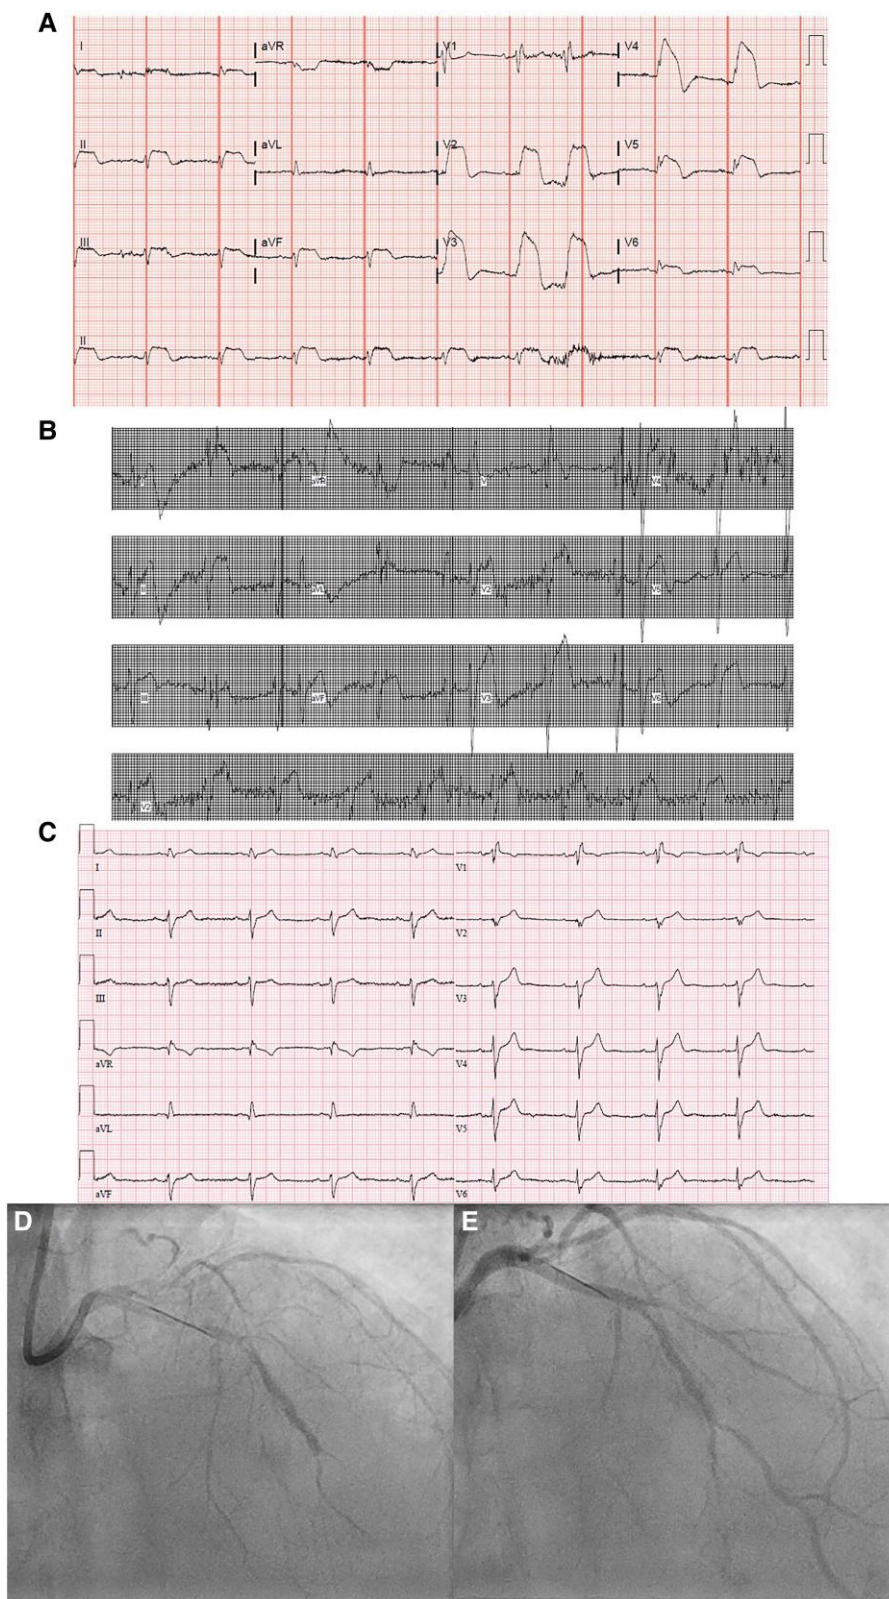 A
I aVR V1 V4
II aVL V2 V5
III aVF V3 V6
II
B
aVR V V4
II aVL V2 V5
III aVF V3 V6
V2
C
I V1
II V2
III V3
aVR V4
aVL V5
aVF V6
D E